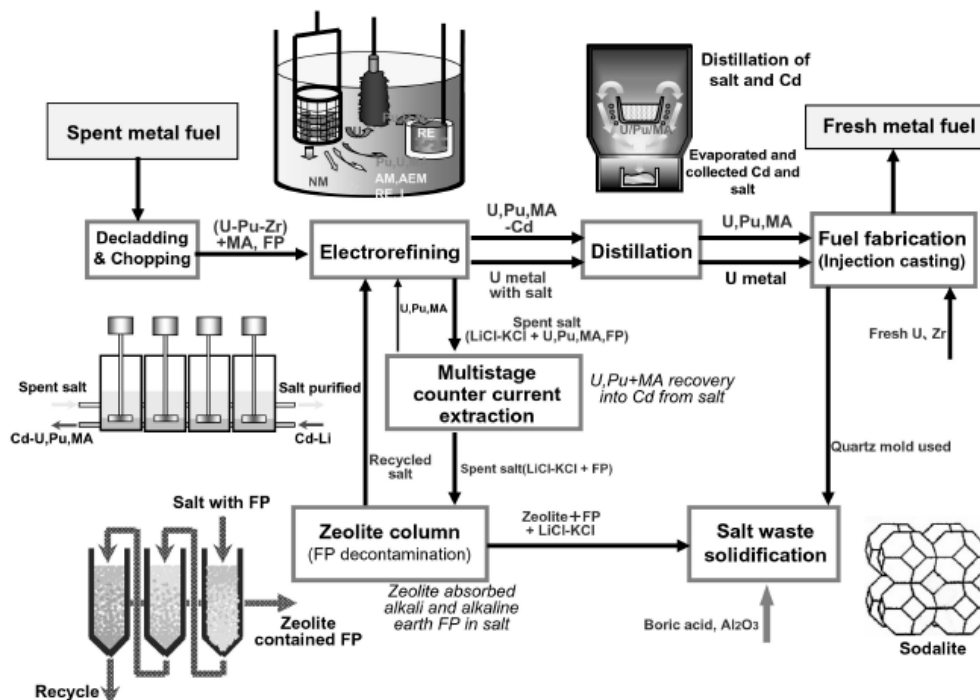 Distillation of
salt and Cd
Spent metal fuel
Fresh metal fuel
U
RE
U/Pu/MA
NM
Pu,U,
AM,AEM
RE,
Evaporated and
collected Cd and
salt
Decladding
& Chopping
(U-Pu-Zr)
+MA, FP
Electrorefining
U,Pu,MA
-Cd
U metal
with salt
Distillation
U,Pu,MA
U metal
Fuel fabrication
(Injection casting)
U,Pu,MA
Spent salt
(LiCl-KCl + U,Pu,MA,FP)
Fresh U, Zr
Multistage
counter current
extraction
U,Pu+MA recovery
into Cd from salt
Spent salt
Salt purified
Cd-U,Pu,MA
Cd-Li
Recycled
salt
Spent salt(LiCl-KCl + FP)
Quartz mold used
Salt with FP
Zeolite column
(FP decontamination)
Zeolite+FP
+ LiCl-KCl
Salt waste
solidification
Zeolite absorbed
alkali and alkaline
earth FP in salt
Zeolite
contained FP
Boric acid, Al2O3
Sodalite
Recycle